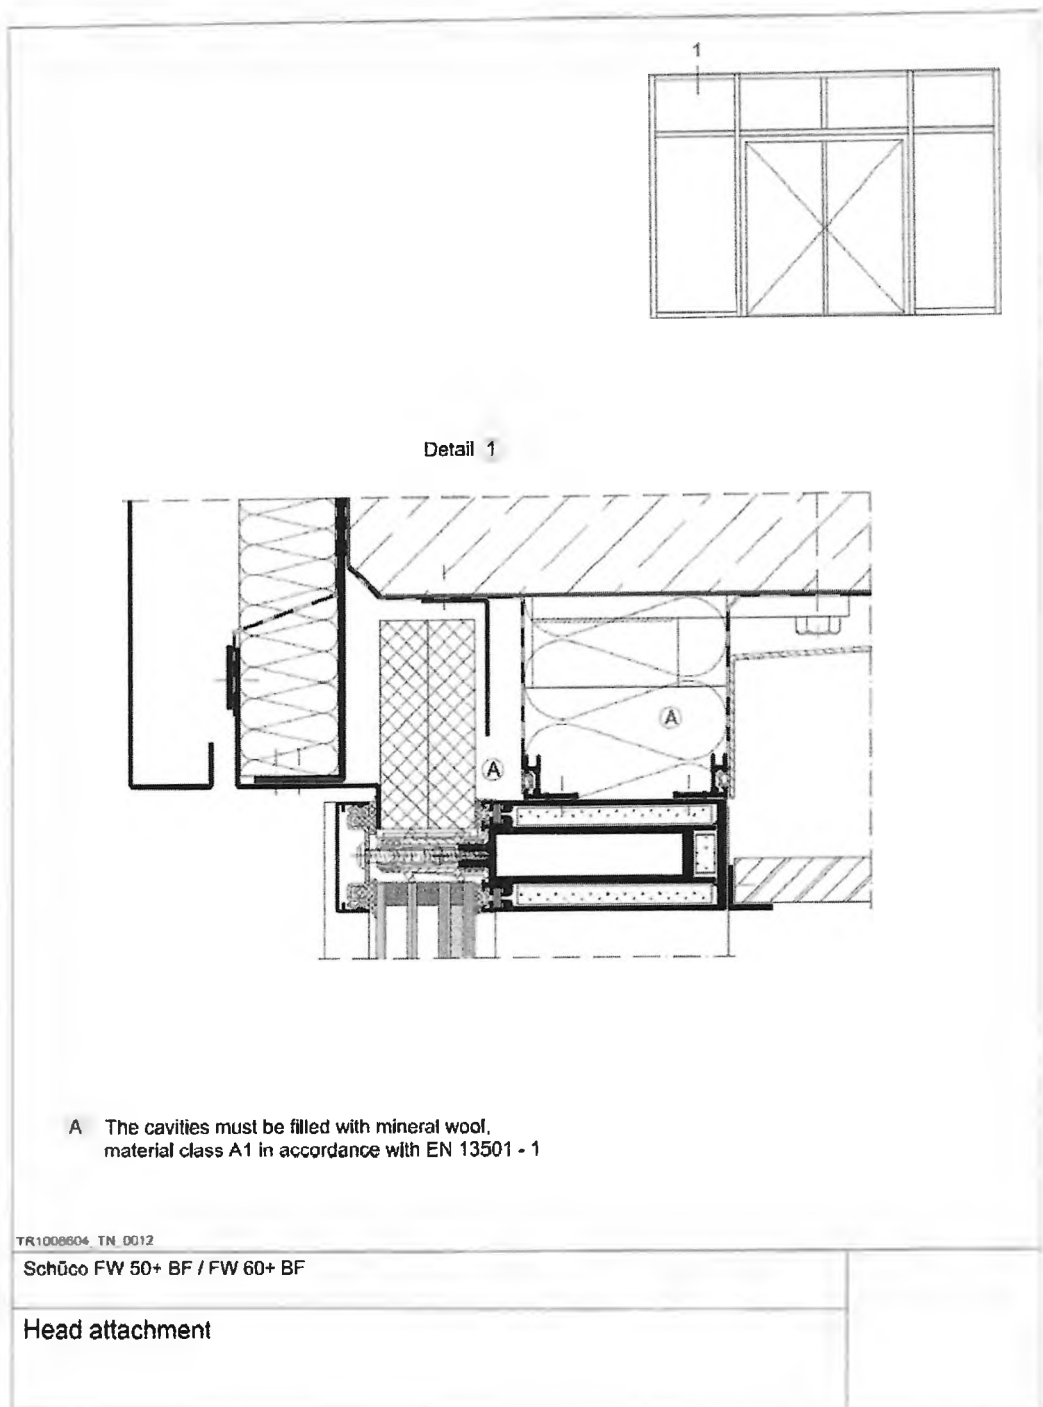 1
Detail 1
A
A
A The cavities must be filled with mineral wool,
material class A1 in accordance with EN 13501 - 1
TR1008604_TN_0012
Schüco FW 50+ BF / FW 60+ BF
Head attachment